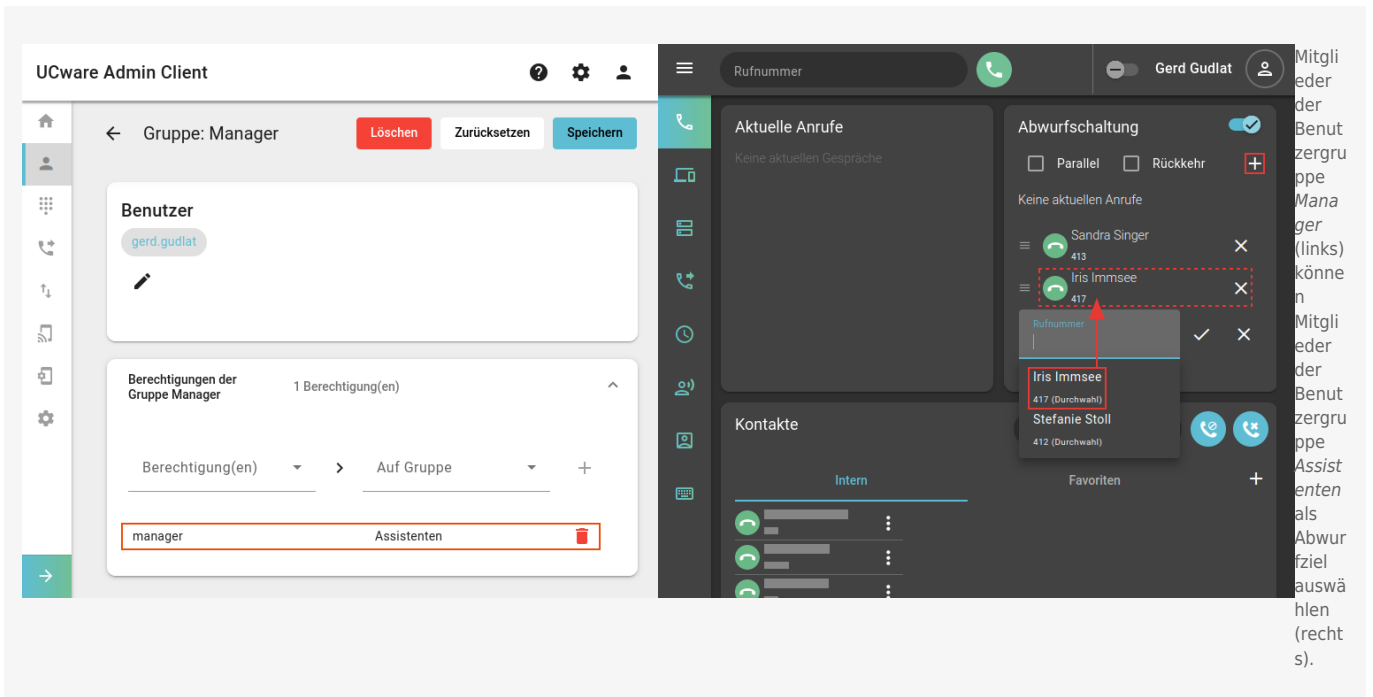 UCware Admin Client
Gruppe: Manager
Löschen
Zurücksetzen
Speichern
Benutzer
gerd.gudlat
Berechtigungen der
Gruppe Manager
1 Berechtigung(en)
Berechtigung(en)
Auf Gruppe
manager
Assistenten
Rufnummer
Gerd Gudlat
Aktuelle Anrufe
Keine aktuellen Gespräche
Abwurfschaltung
Parallel
Rückkehr
Keine aktuellen Anrufe
Sandra Singer
413
Iris Immsee
417
Rufnummer
Iris Immsee
417 (Durchwahl)
Stefanie Stoll
412 (Durchwahl)
Kontakte
Intern
Favoriten
Mitgli
eder
der
Benut
zergru
ppe
Mana
ger
(links)
könne
n
Mitgli
eder
der
Benut
zergru
ppe
Assist
enten
als
Abwur
fziel
auswä
hlen
(recht
s).